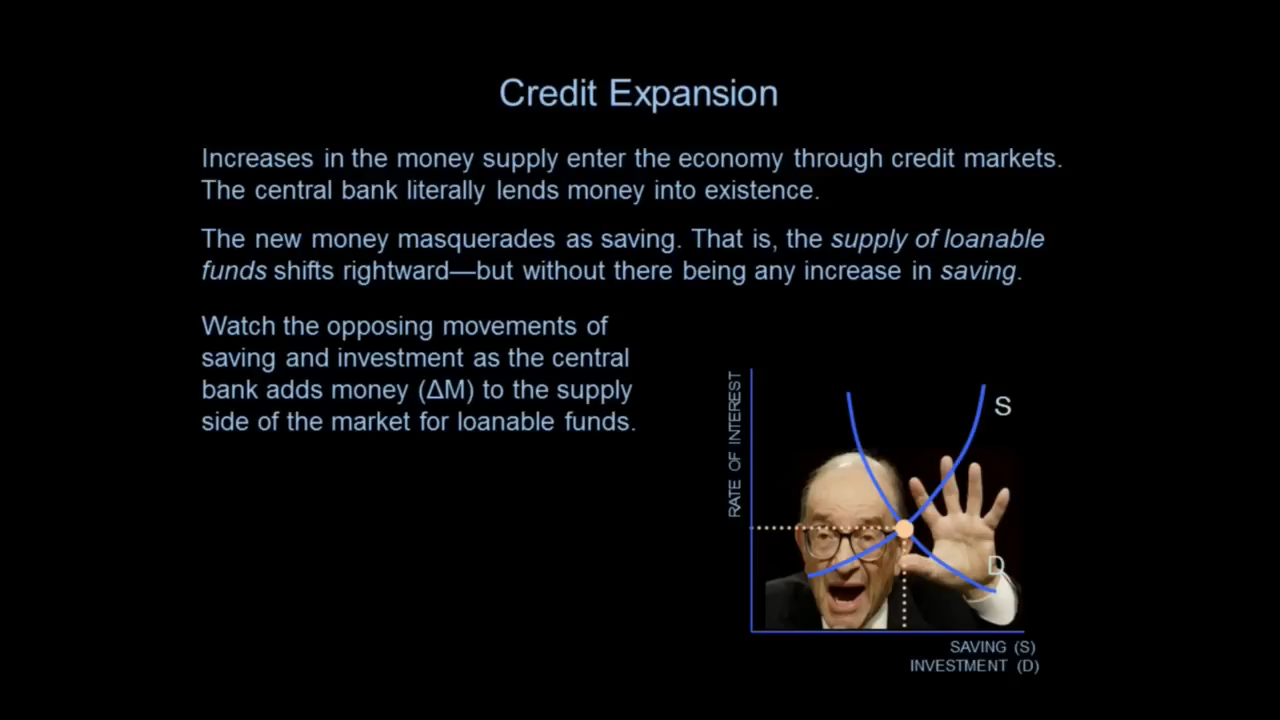 Credit Expansion
Increases in the money supply enter the economy through credit markets.
The central bank literally lends money into existence.
The new money masquerades as saving. That is, the supply of loanable
funds shifts rightward—but without there being any increase in saving.
Watch the opposing movements of
saving and investment as the central
bank adds money (ΔM) to the supply
side of the market for loanable funds.
RATE OF INTEREST
S
D
SAVING (S)
INVESTMENT (D)